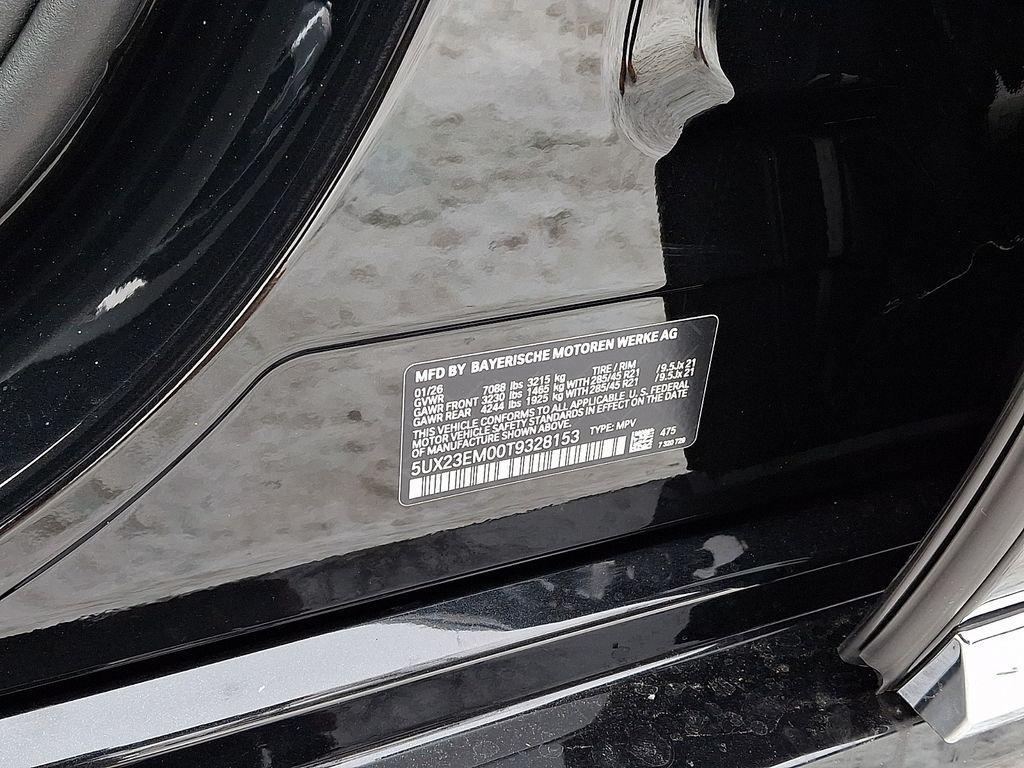 MFD BY BAYERISCHE MOTOREN WERKE AG
01/26 TIRE / RIM
GVWR 7088 lbs 3215 kg
GAWR FRONT 3230 lbs 1465 kg WITH 285/45 R21 / 9.5Jx 21
GAWR REAR 4244 lbs 1925 kg WITH 285/45 R21 / 9.5Jx 21
THIS VEHICLE CONFORMS TO ALL APPLICABLE U. S. FEDERAL
MOTOR VEHICLE SAFETY STANDARDS IN EFFECT ON THE DATE
OF MANUFACTURE SHOWN ABOVE.
5UX23EM00T9328153 TYPE: MPV 475